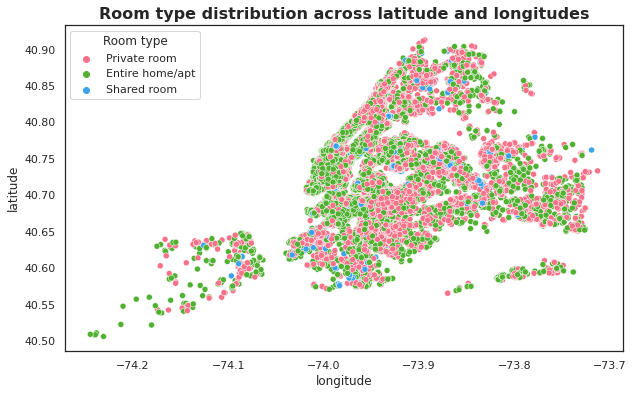 Room type distribution across latitude and longitudes
Room type
Private room
Entire home/apt
Shared room
latitude
40.90
40.85
40.80
40.75
40.70
40.65
40.60
40.55
40.50
−74.2
−74.1
−74.0
−73.9
−73.8
−73.7
longitude